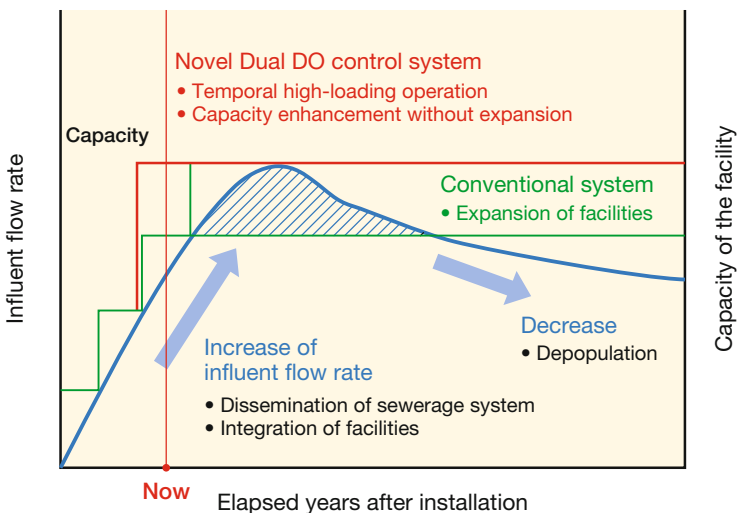 Novel Dual DO control system
• Temporal high-loading operation
• Capacity enhancement without expansion
Capacity
Conventional system
• Expansion of facilities
Influent flow rate
Capacity of the facility
Increase of
influent flow rate
• Dissemination of sewerage system
• Integration of facilities
Decrease
• Depopulation
Now
Elapsed years after installation